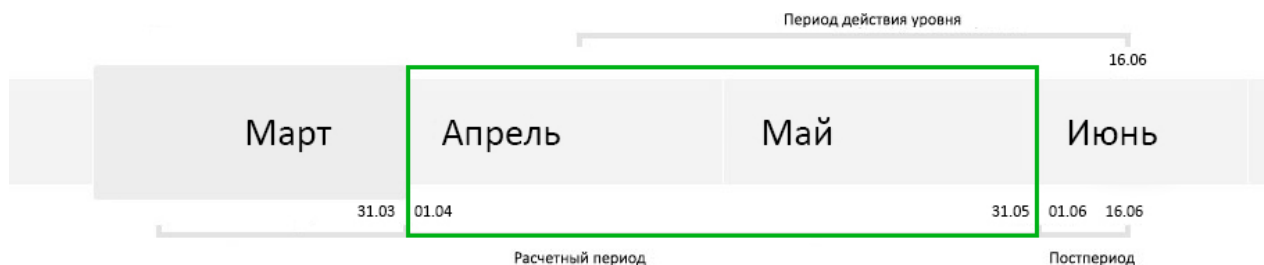 Период действия уровня
16.06
Март Апрель Май Июнь
31.03 01.04 31.05 01.06 16.06
Расчетный период Постпериод